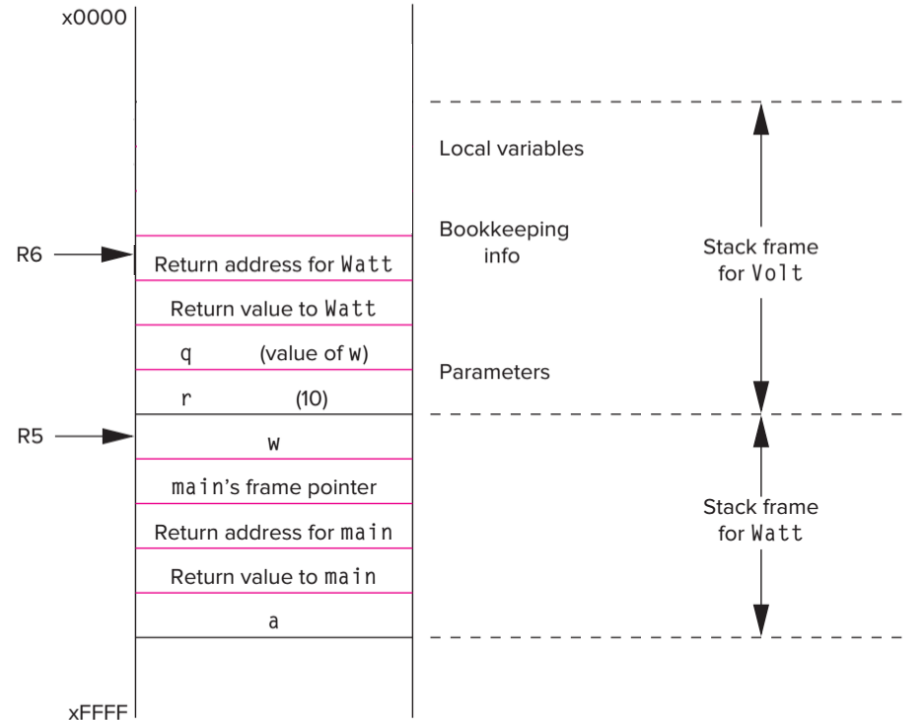 x0000
Local variables
Bookkeeping
info
R6
Return address for Watt
Stack frame
for Volt
Return value to Watt
q (value of w)
Parameters
r (10)
R5
w
main's frame pointer
Stack frame
for Watt
Return address for main
Return value to main
a
xFFFF